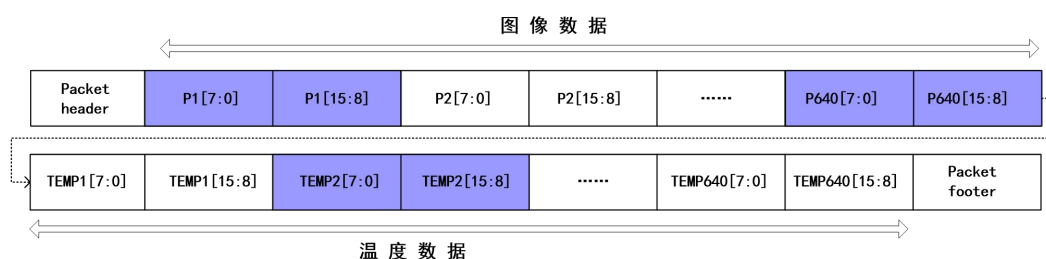 图 像 数 据
Packet header
P1[7:0]
P1[15:8]
P2[7:0]
P2[15:8]
······
P640[7:0]
P640[15:8]
TEMP1[7:0]
TEMP1[15:8]
TEMP2[7:0]
TEMP2[15:8]
······
TEMP640[7:0]
TEMP640[15:8]
Packet footer
温 度 数 据